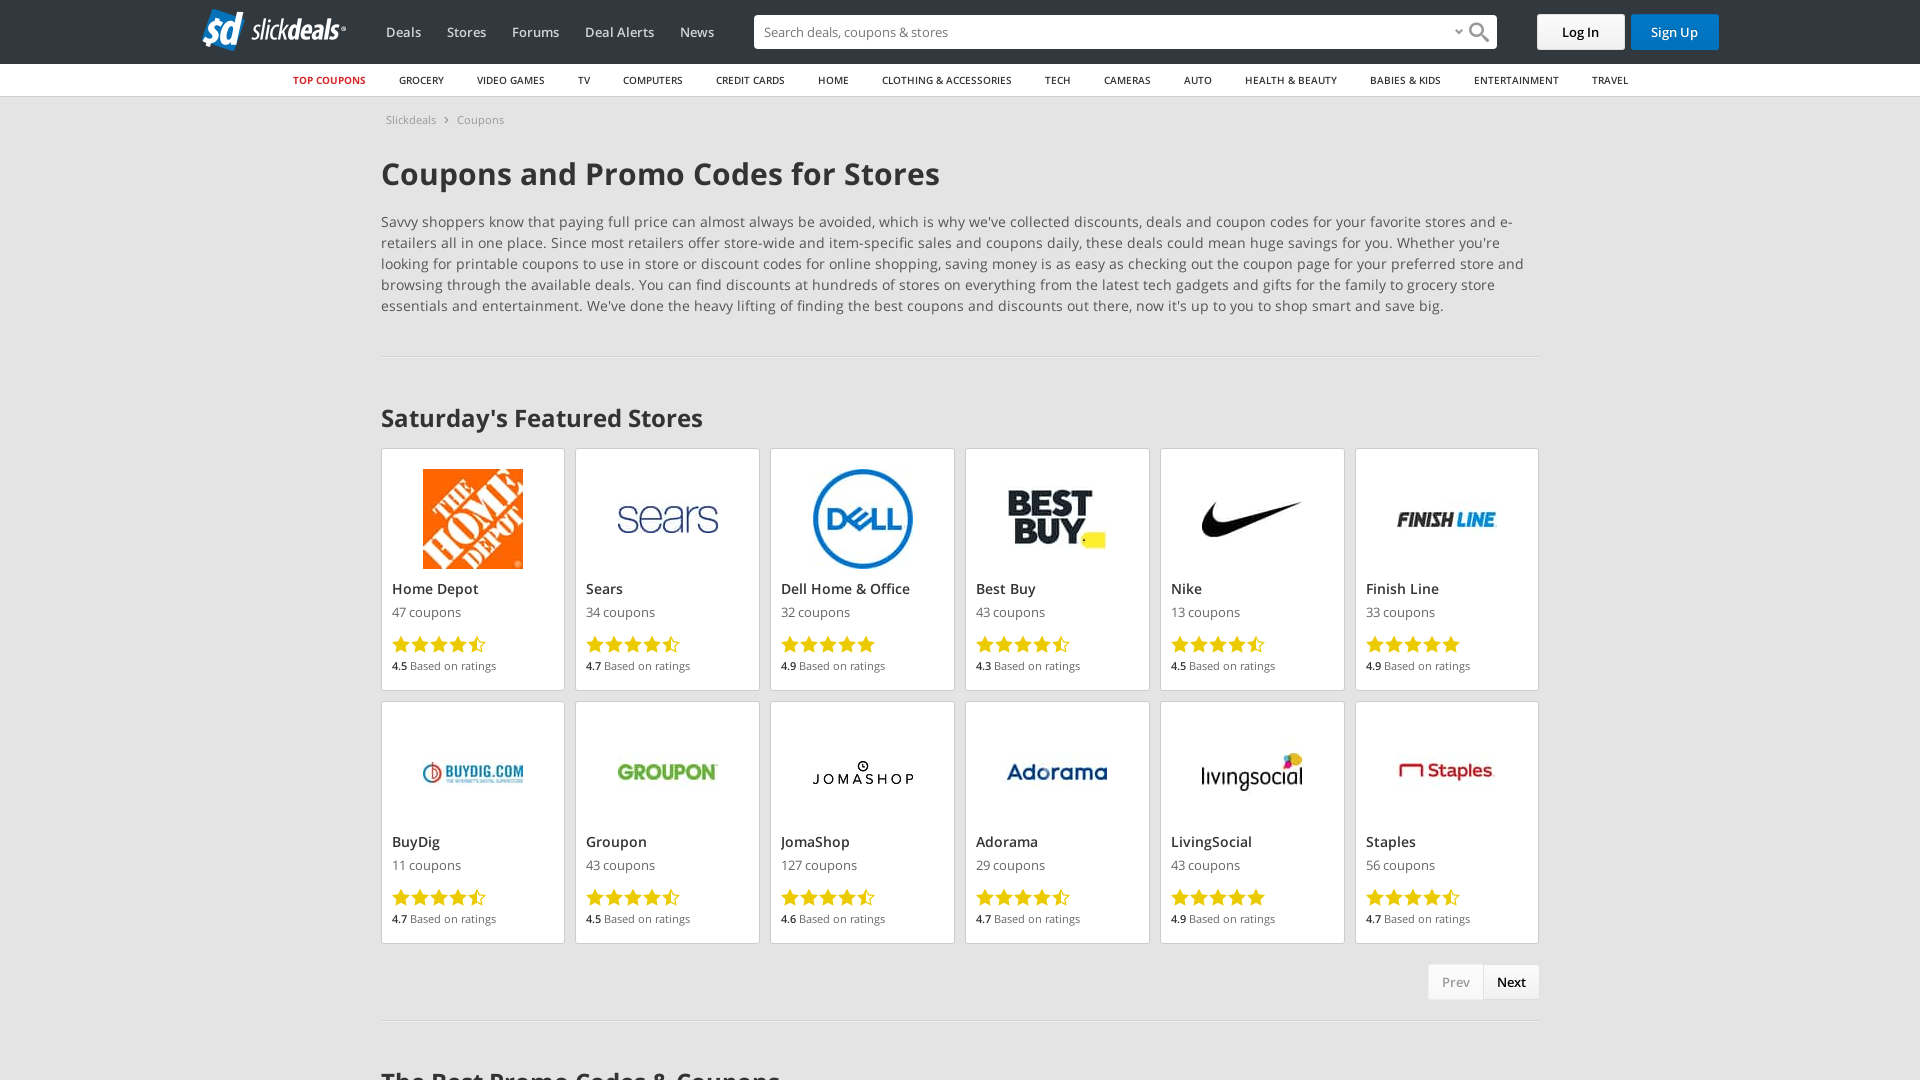 sd slickdeals
Deals
Stores
Forums
Deal Alerts
News
Search deals, coupons & stores
Log In
Sign Up
TOP COUPONS
GROCERY
VIDEO GAMES
TV
COMPUTERS
CREDIT CARDS
HOME
CLOTHING & ACCESSORIES
TECH
CAMERAS
AUTO
HEALTH & BEAUTY
BABIES & KIDS
ENTERTAINMENT
TRAVEL
Slickdeals › Coupons
Coupons and Promo Codes for Stores
Savvy shoppers know that paying full price can almost always be avoided, which is why we've collected discounts, deals and coupon codes for your favorite stores and e-
retailers all in one place. Since most retailers offer store-wide and item-specific sales and coupons daily, these deals could mean huge savings for you. Whether you're
looking for printable coupons to use in store or discount codes for online shopping, saving money is as easy as checking out the coupon page for your preferred store and
browsing through the available deals. You can find discounts at hundreds of stores on everything from the latest tech gadgets and gifts for the family to grocery store
essentials and entertainment. We've done the heavy lifting of finding the best coupons and discounts out there, now it's up to you to shop smart and save big.
Saturday's Featured Stores
THE
HOME
DEPOT
Home Depot
47 coupons
4.5 Based on ratings
sears
Sears
34 coupons
4.7 Based on ratings
DELL
Dell Home & Office
32 coupons
4.9 Based on ratings
BEST
BUY
Best Buy
43 coupons
4.3 Based on ratings
Nike
13 coupons
4.5 Based on ratings
FINISH LINE
Finish Line
33 coupons
4.9 Based on ratings
BUYDIG.COM
THE INTERNET'S DIGITAL SUPERSTORE
BuyDig
11 coupons
4.7 Based on ratings
GROUPON
Groupon
43 coupons
4.5 Based on ratings
JOMASHOP
JomaShop
127 coupons
4.6 Based on ratings
Adorama
Adorama
29 coupons
4.7 Based on ratings
livingsocial
LivingSocial
43 coupons
4.9 Based on ratings
Staples
Staples
56 coupons
4.7 Based on ratings
Prev
Next
The Best Promo Codes & Coupons